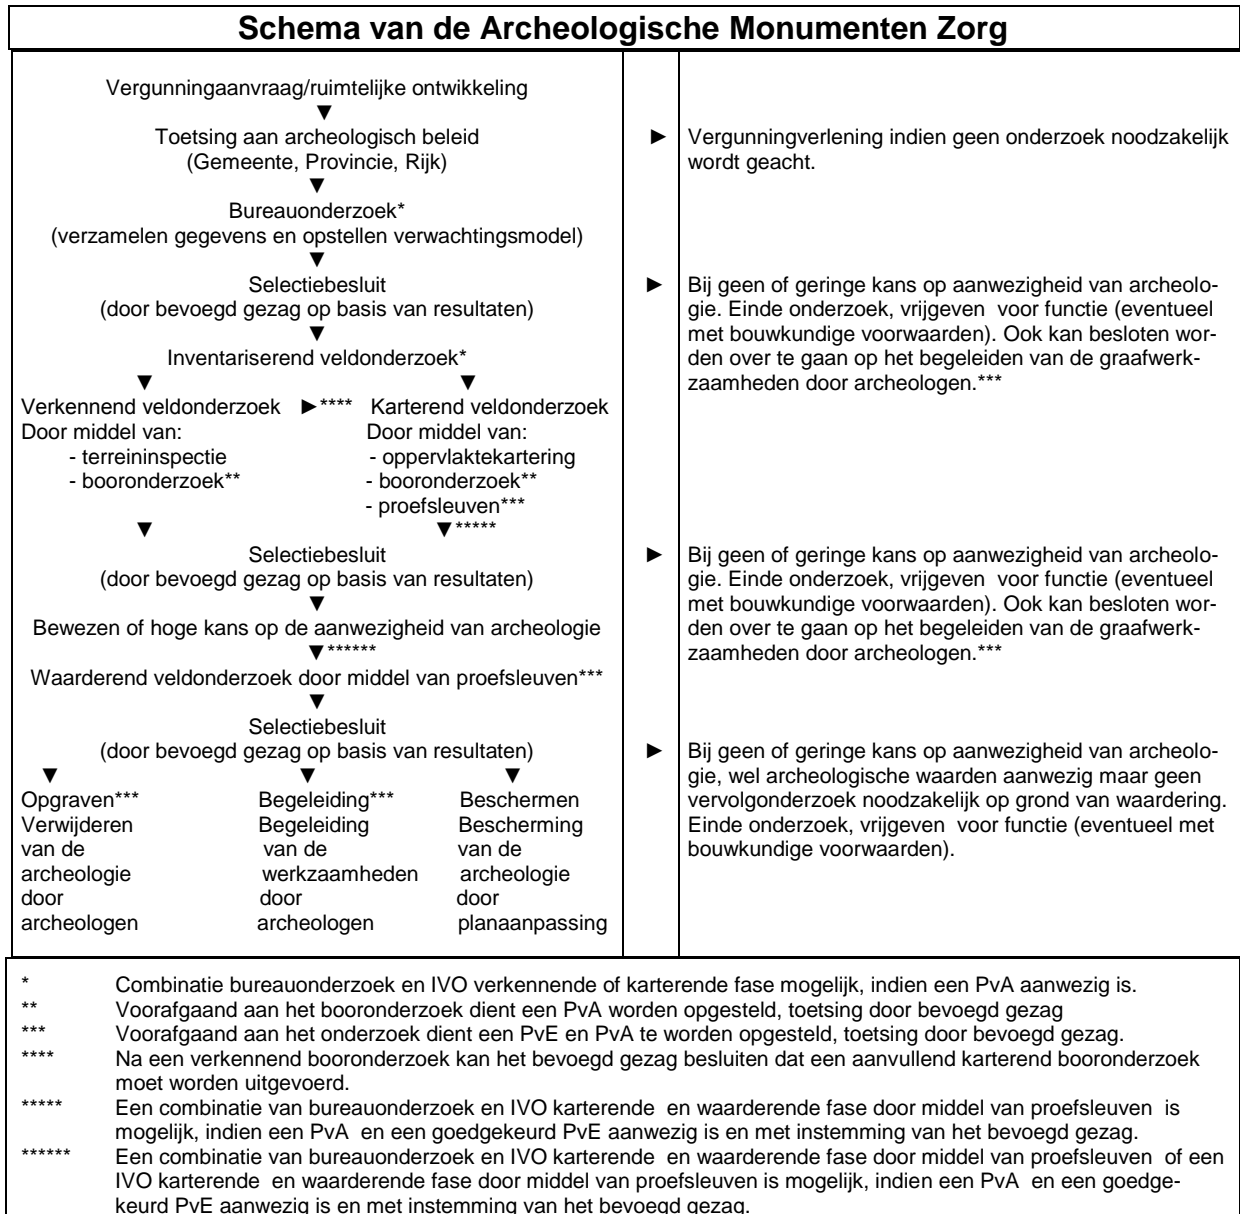 Schema van de Archeologische Monumenten Zorg
Vergunningaanvraag/ruimtelijke ontwikkeling
▼
Toetsing aan archeologisch beleid
(Gemeente, Provincie, Rijk)
► Vergunningverlening indien geen onderzoek noodzakelijk
wordt geacht.
▼
Bureauonderzoek*
(verzamelen gegevens en opstellen verwachtingsmodel)
▼
Selectiebesluit
(door bevoegd gezag op basis van resultaten)
► Bij geen of geringe kans op aanwezigheid van archeolo-
gie. Einde onderzoek, vrijgeven voor functie (eventueel
met bouwkundige voorwaarden). Ook kan besloten wor-
den over te gaan op het begeleiden van de graafwerk-
zaamheden door archeologen.***
▼
Inventariserend veldonderzoek*
▼ ▼
Verkennend veldonderzoek ►**** Karterend veldonderzoek
Door middel van: Door middel van:
- terreininspectie - oppervlaktekartering
- booronderzoek** - booronderzoek**
- proefsleuven***
▼ ▼*****
Selectiebesluit
(door bevoegd gezag op basis van resultaten)
► Bij geen of geringe kans op aanwezigheid van archeolo-
gie. Einde onderzoek, vrijgeven voor functie (eventueel
met bouwkundige voorwaarden). Ook kan besloten wor-
den over te gaan op het begeleiden van de graafwerk-
zaamheden door archeologen.***
▼
Bewezen of hoge kans op de aanwezigheid van archeologie
▼******
Waarderend veldonderzoek door middel van proefsleuven***
▼
Selectiebesluit
(door bevoegd gezag op basis van resultaten)
► Bij geen of geringe kans op aanwezigheid van archeolo-
gie, wel archeologische waarden aanwezig maar geen
vervolgonderzoek noodzakelijk op grond van waardering.
Einde onderzoek, vrijgeven voor functie (eventueel met
bouwkundige voorwaarden).
▼ ▼ ▼
Opgraven*** Begeleiding*** Beschermen
Verwijderen Begeleiding Bescherming
van de van de van de
archeologie werkzaamheden archeologie
door door door
archeologen archeologen planaanpassing
* Combinatie bureauonderzoek en IVO verkennende of karterende fase mogelijk, indien een PvA aanwezig is.
** Voorafgaand aan het booronderzoek dient een PvA worden opgesteld, toetsing door bevoegd gezag
*** Voorafgaand aan het onderzoek dient een PvE en PvA te worden opgesteld, toetsing door bevoegd gezag.
**** Na een verkennend booronderzoek kan het bevoegd gezag besluiten dat een aanvullend karterend booronderzoek
moet worden uitgevoerd.
***** Een combinatie van bureauonderzoek en IVO karterende en waarderende fase door middel van proefsleuven is
mogelijk, indien een PvA en een goedgekeurd PvE aanwezig is en met instemming van het bevoegd gezag.
****** Een combinatie van bureauonderzoek en IVO karterende en waarderende fase door middel van proefsleuven of een
IVO karterende en waarderende fase door middel van proefsleuven is mogelijk, indien een PvA en een goedge-
keurd PvE aanwezig is en met instemming van het bevoegd gezag.